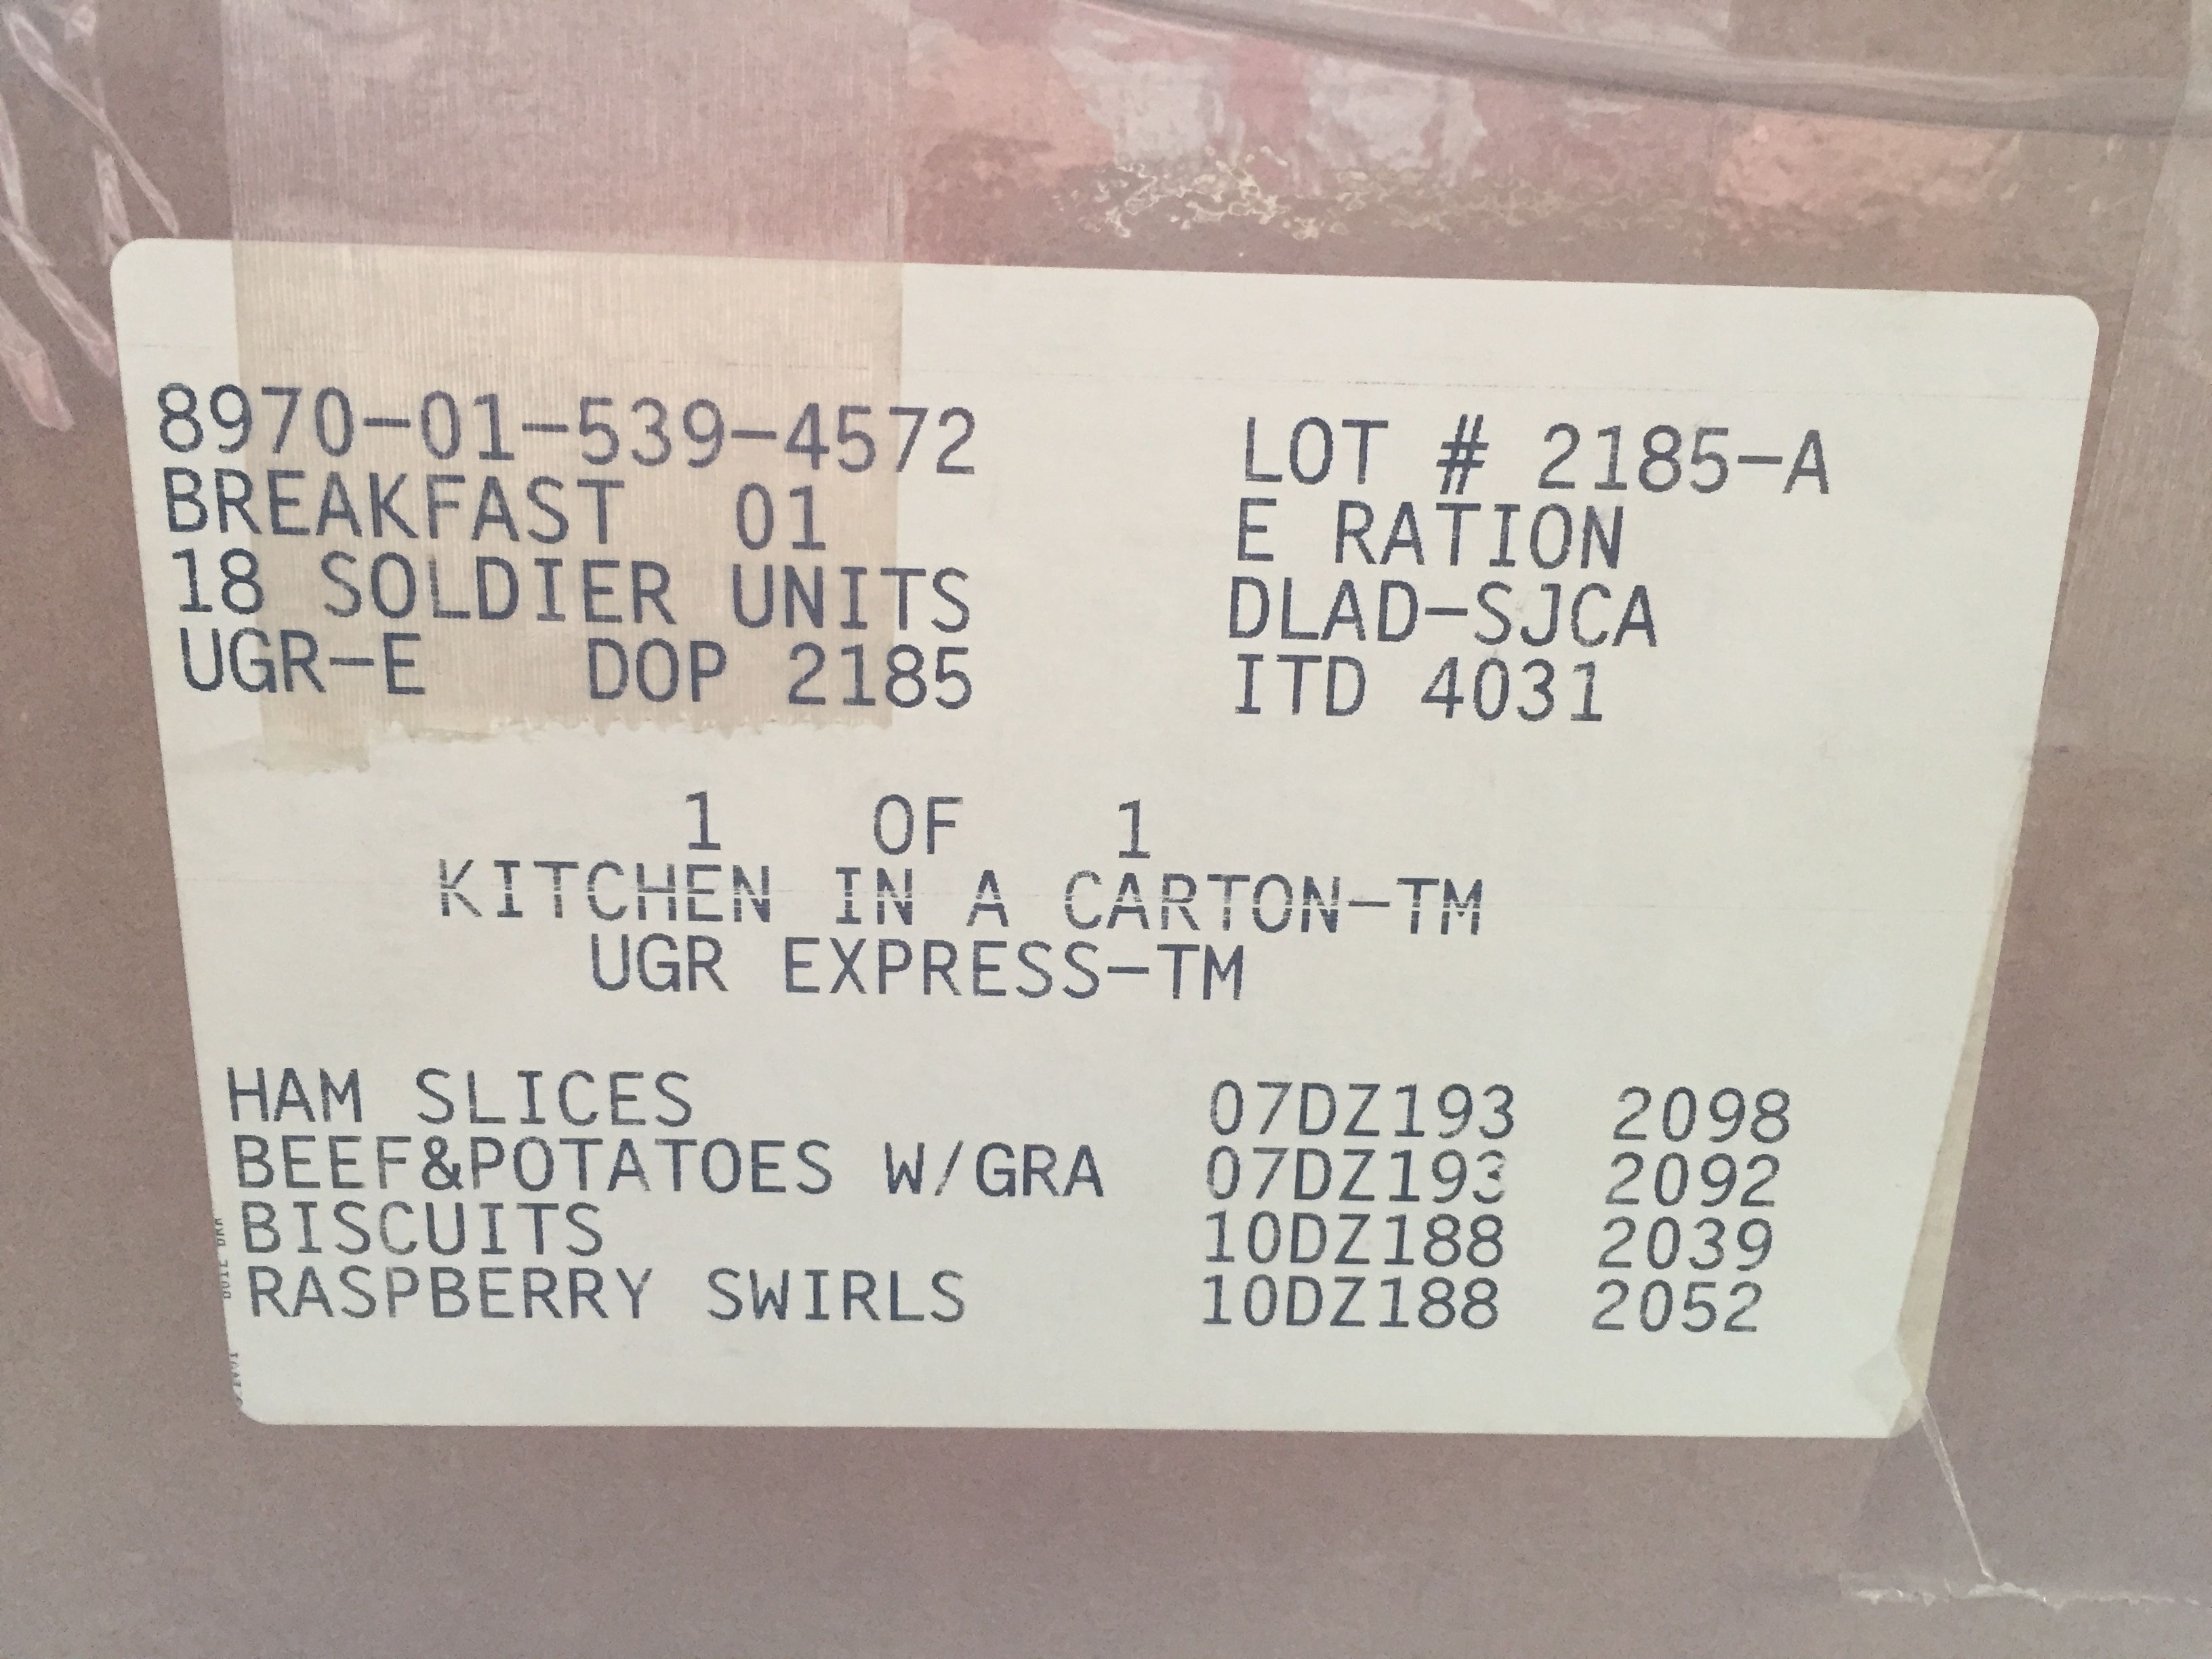 8970-01-539-4572 LOT # 2185-A
BREAKFAST 01 E RATION
18 SOLDIER UNITS DLAD-SJCA
UGR-E DOP 2185 ITD 4031
1 OF 1
KITCHEN IN A CARTON-TM
UGR EXPRESS-TM
HAM SLICES 07DZ193 2098
BEEF&POTATOES W/GRA 07DZ193 2092
BISCUITS 10DZ188 2039
RASPBERRY SWIRLS 10DZ188 2052